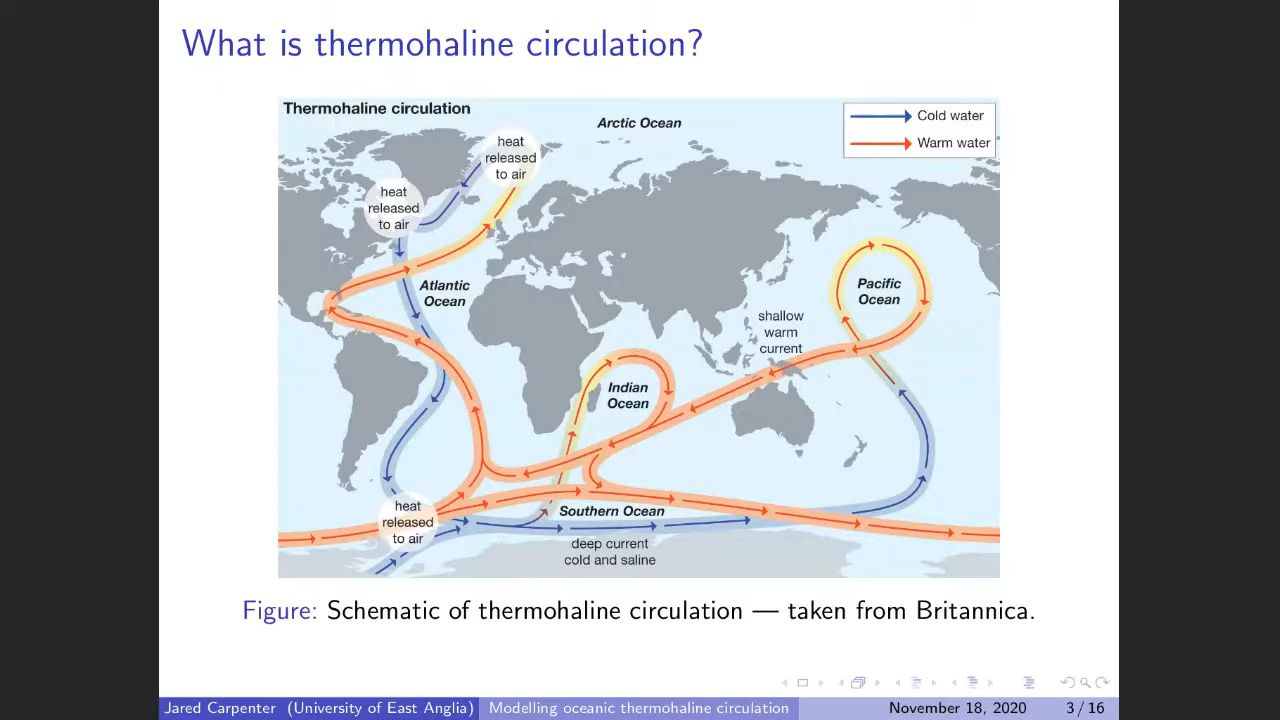 What is thermohaline circulation?
Thermohaline circulation
Arctic Ocean
Cold water
Warm water
heat
released
to air
heat
released
to air
Atlantic
Ocean
Pacific
Ocean
shallow
warm
current
Indian
Ocean
heat
released
to air
Southern Ocean
deep current
cold and saline
Figure: Schematic of thermohaline circulation — taken from Britannica.
Jared Carpenter (University of East Anglia) Modelling oceanic thermohaline circulation November 18, 2020 3 / 16